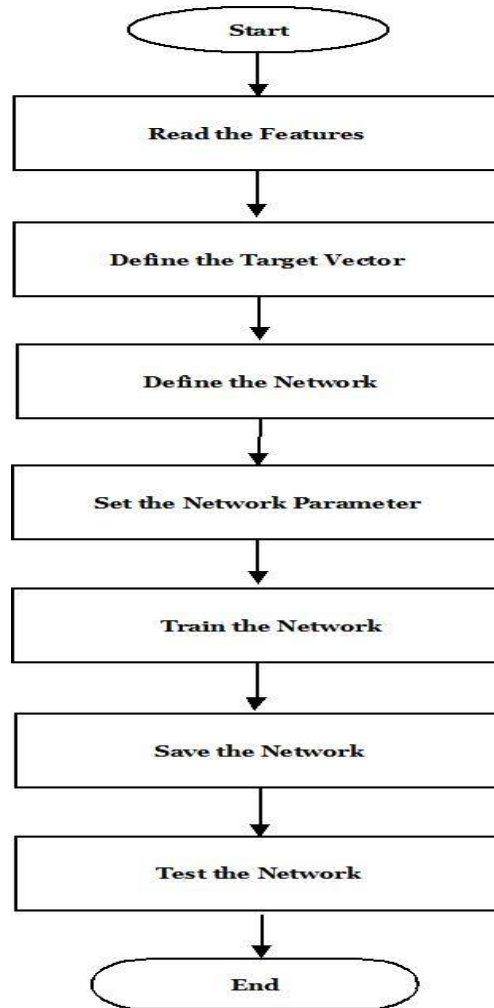 Start
Read the Features
Define the Target Vector
Define the Network
Set the Network Parameter
Train the Network
Save the Network
Test the Network
End